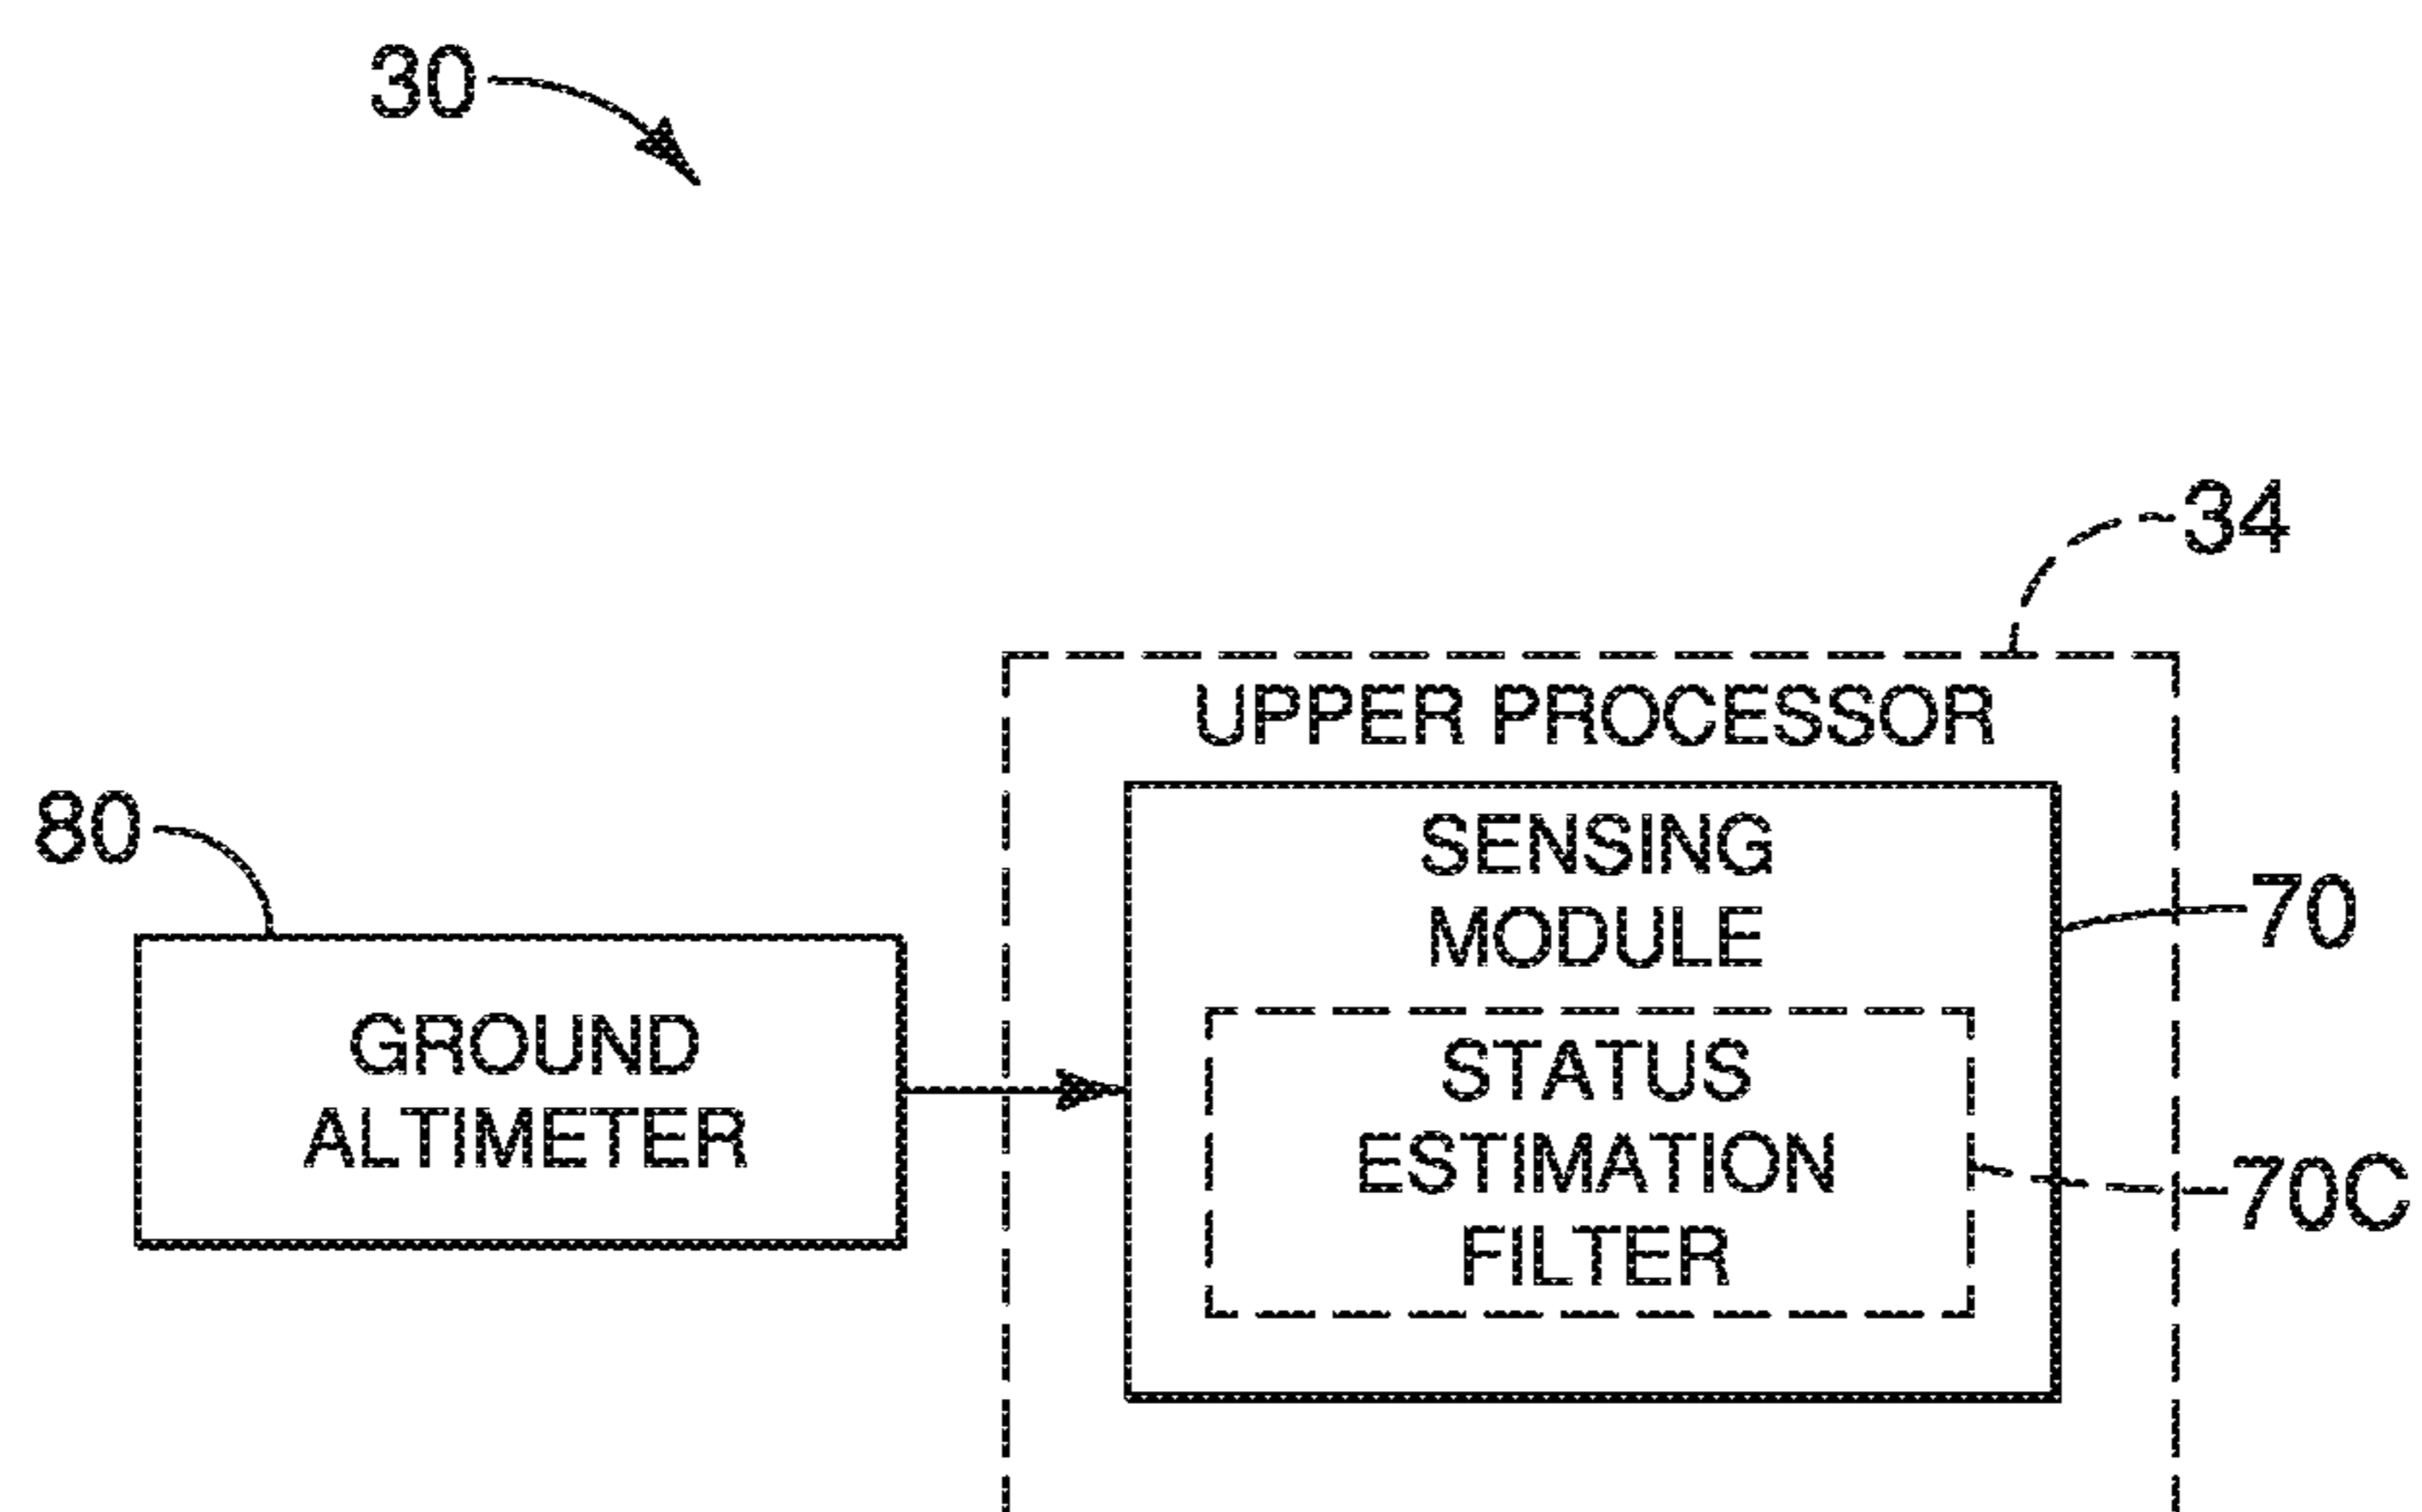 30
34
UPPER PROCESSOR
80
SENSING
MODULE
70
GROUND
ALTIMETER
STATUS
ESTIMATION
FILTER
70C